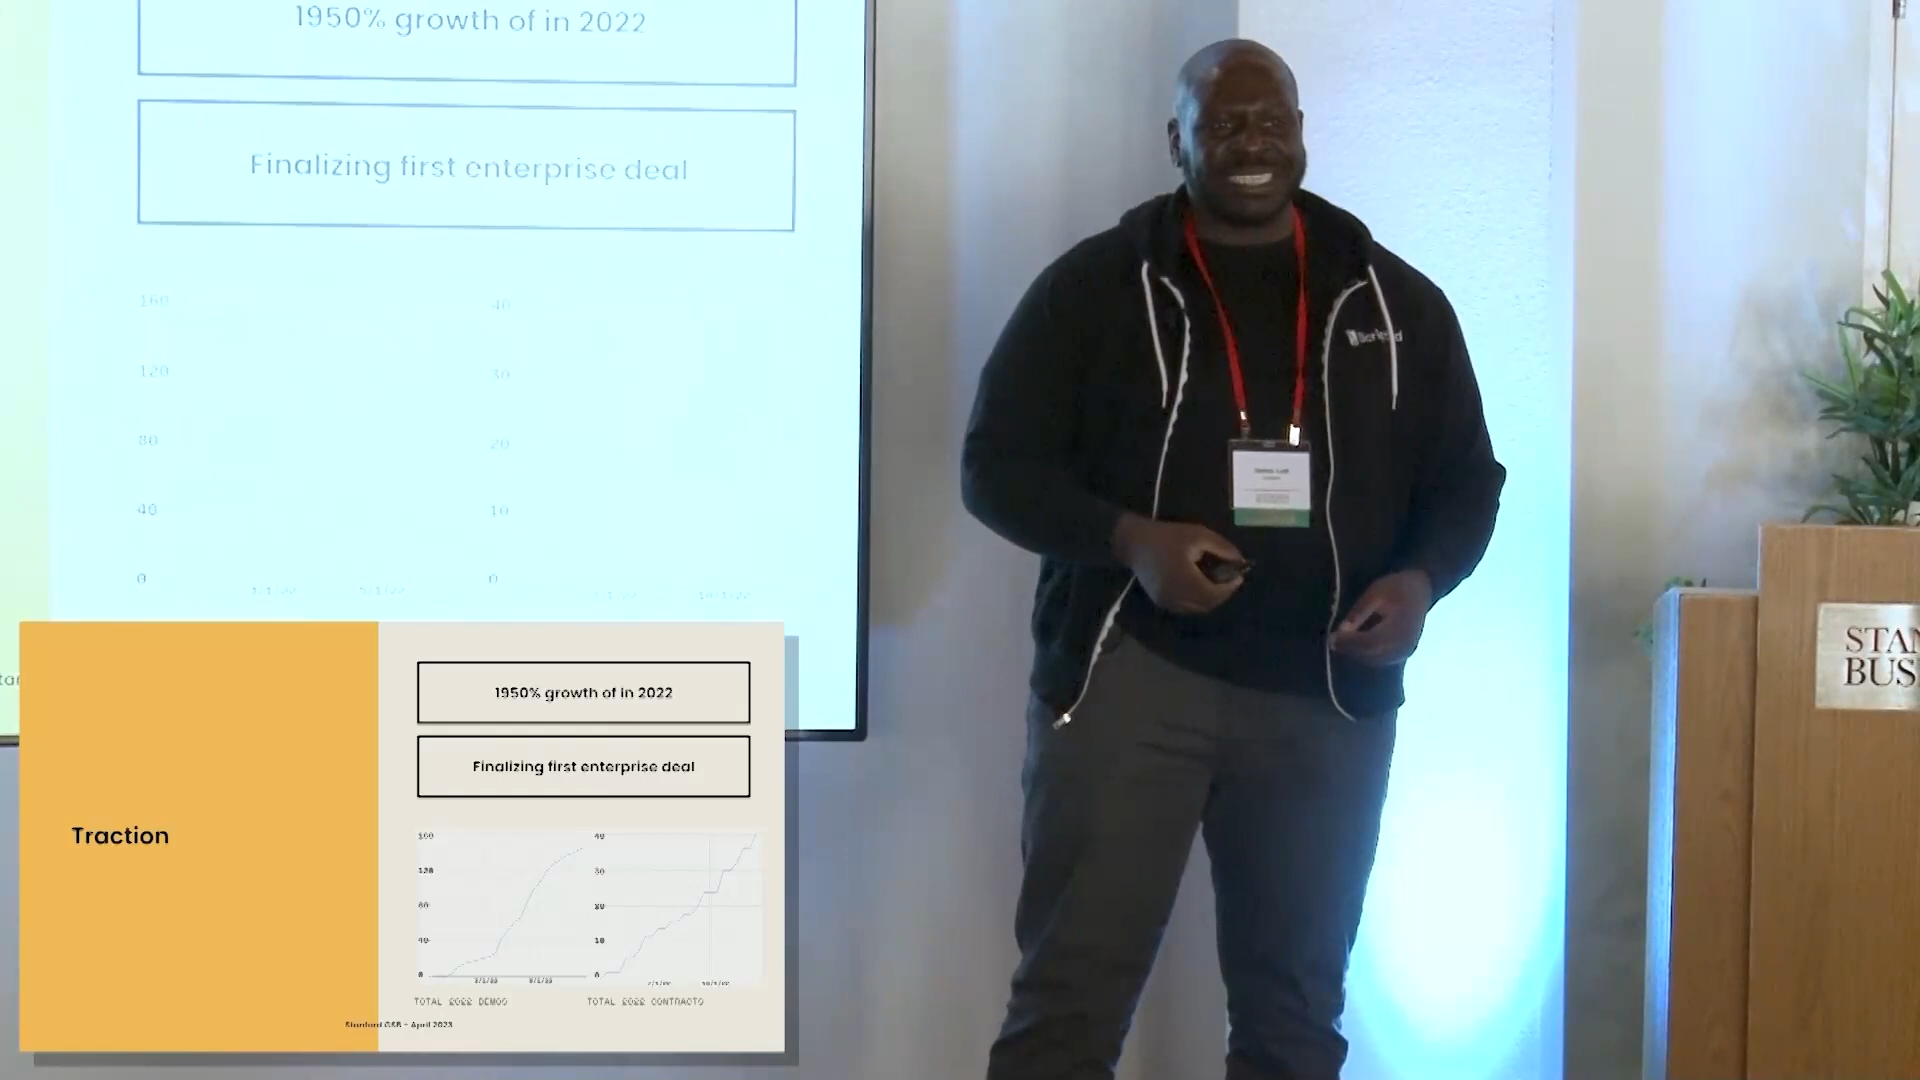 1950% growth of in 2022
Finalizing first enterprise deal
160
120
80
40
0
40
30
20
10
0
STAN
BUS
Traction
1950% growth of in 2022
Finalizing first enterprise deal
160
120
80
40
0
40
30
20
10
0
TOTAL 2022 DEMOS
TOTAL 2022 CONTRACTS
Stanford GSB - April 2023